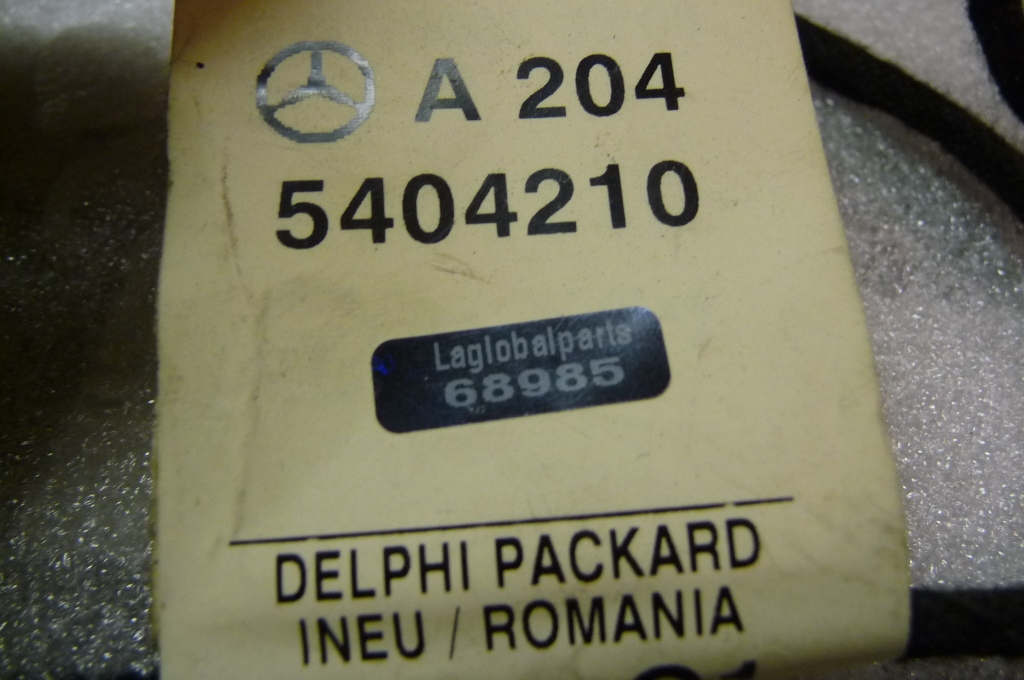 A 204
5404210
Laglobalparts
68985
DELPHI PACKARD
INEU / ROMANIA